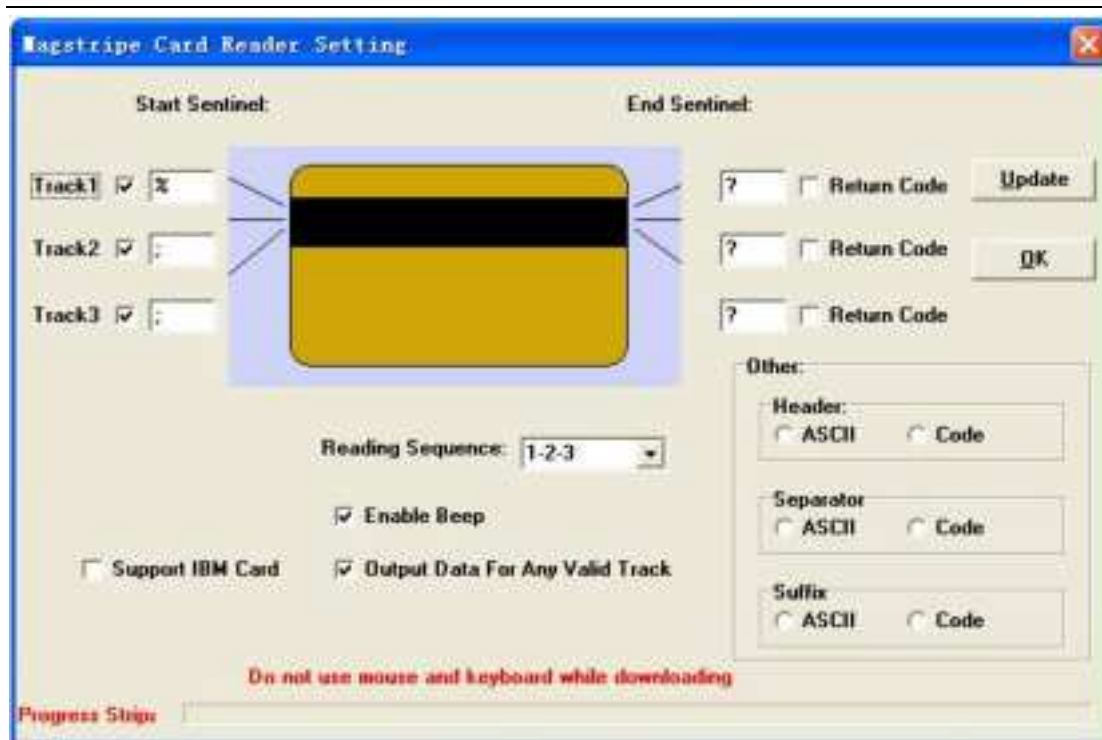 Magstripe Card Reader Setting
Start Sentinel: End Sentinel:
Track1 % ? Return Code Update
Track2 ; ? Return Code OK
Track3 ; ? Return Code
Other:
Header:
ASCII Code
Reading Sequence: 1-2-3
Separator
ASCII Code
Enable Beep
Support IBM Card Output Data For Any Valid Track
Suffix
ASCII Code
Do not use mouse and keyboard while downloading
Progress Strip: